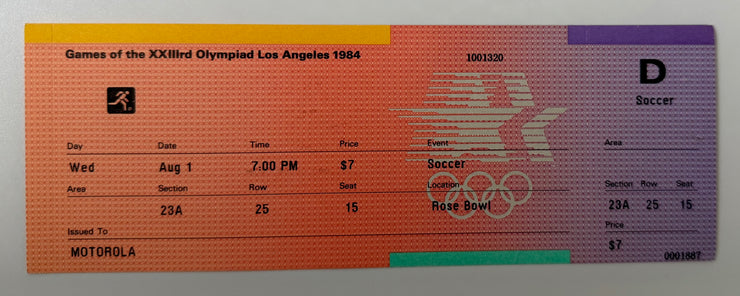 Games of the XXIIIrd Olympiad Los Angeles 1984
1001320
D
Soccer
Day Date Time Price Event
Wed Aug 1 7:00 PM $7 Soccer
Area Section Row Seat Location
23A 25 15 Rose Bowl
Issued To
MOTOROLA
Area
Section Row Seat
23A 25 15
Price
$7
0001887